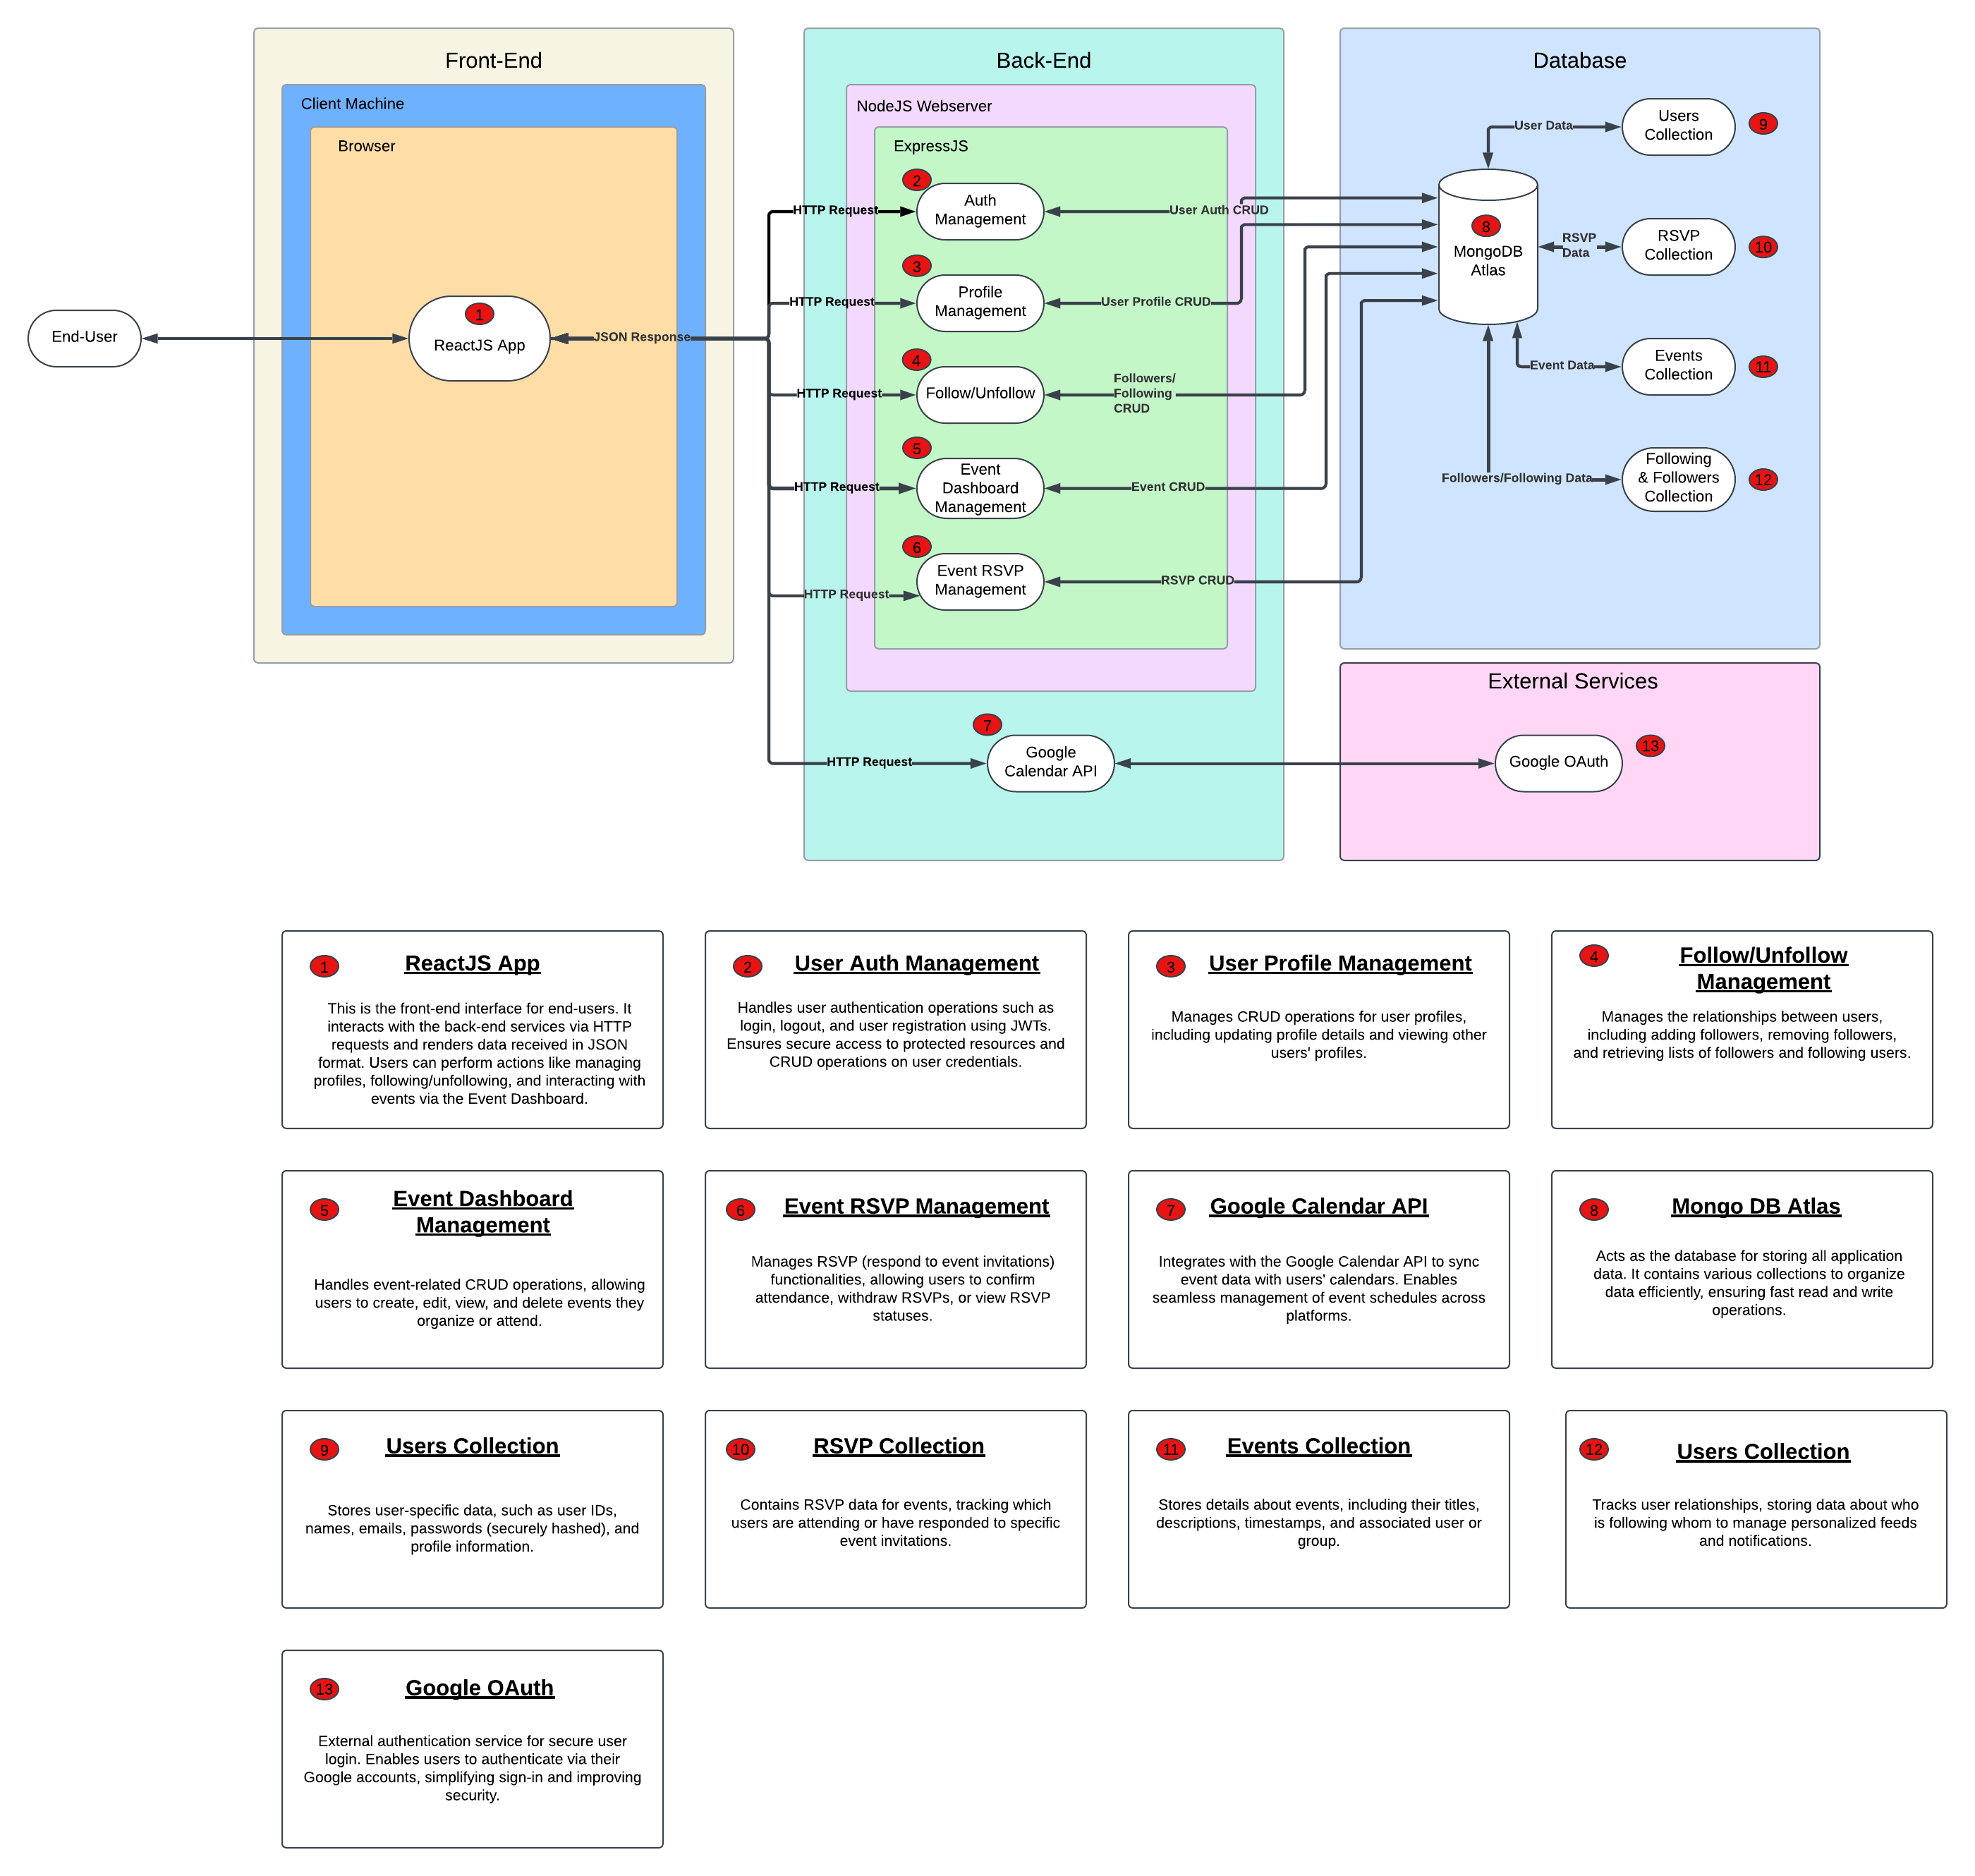 Front-End
Back-End
Database
Client Machine
Browser
NodeJS Webserver
ExpressJS
End-User
1
ReactJS App
JSON Response
HTTP Request
2
Auth
Management
User Auth CRUD
HTTP Request
3
Profile
Management
User Profile CRUD
HTTP Request
4
Follow/Unfollow
Followers/
Following
CRUD
HTTP Request
5
Event
Dashboard
Management
Event CRUD
HTTP Request
6
Event RSVP
Management
RSVP CRUD
HTTP Request
7
Google
Calendar API
8
MongoDB
Atlas
User Data
Users
Collection
9
RSVP
Data
RSVP
Collection
10
Event Data
Events
Collection
11
Followers/Following Data
Following
& Followers
Collection
12
External Services
Google OAuth
13
1
ReactJS App
This is the front-end interface for end-users. It
interacts with the back-end services via HTTP
requests and renders data received in JSON
format. Users can perform actions like managing
profiles, following/unfollowing, and interacting with
events via the Event Dashboard.
2
User Auth Management
Handles user authentication operations such as
login, logout, and user registration using JWTs.
Ensures secure access to protected resources and
CRUD operations on user credentials.
3
User Profile Management
Manages CRUD operations for user profiles,
including updating profile details and viewing other
users' profiles.
4
Follow/Unfollow
Management
Manages the relationships between users,
including adding followers, removing followers,
and retrieving lists of followers and following users.
5
Event Dashboard
Management
Handles event-related CRUD operations, allowing
users to create, edit, view, and delete events they
organize or attend.
6
Event RSVP Management
Manages RSVP (respond to event invitations)
functionalities, allowing users to confirm
attendance, withdraw RSVPs, or view RSVP
statuses.
7
Google Calendar API
Integrates with the Google Calendar API to sync
event data with users' calendars. Enables
seamless management of event schedules across
platforms.
8
Mongo DB Atlas
Acts as the database for storing all application
data. It contains various collections to organize
data efficiently, ensuring fast read and write
operations.
9
Users Collection
Stores user-specific data, such as user IDs,
names, emails, passwords (securely hashed), and
profile information.
10
RSVP Collection
Contains RSVP data for events, tracking which
users are attending or have responded to specific
event invitations.
11
Events Collection
Stores details about events, including their titles,
descriptions, timestamps, and associated user or
group.
12
Users Collection
Tracks user relationships, storing data about who
is following whom to manage personalized feeds
and notifications.
13
Google OAuth
External authentication service for secure user
login. Enables users to authenticate via their
Google accounts, simplifying sign-in and improving
security.